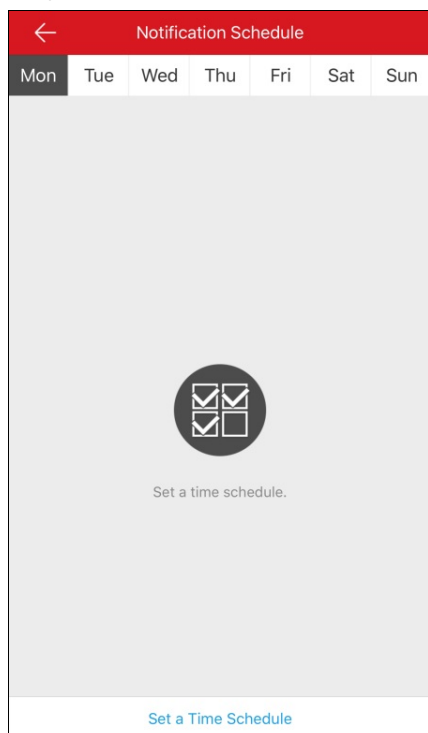 Notification Schedule
Mon Tue Wed Thu Fri Sat Sun
Set a time schedule.
Set a Time Schedule